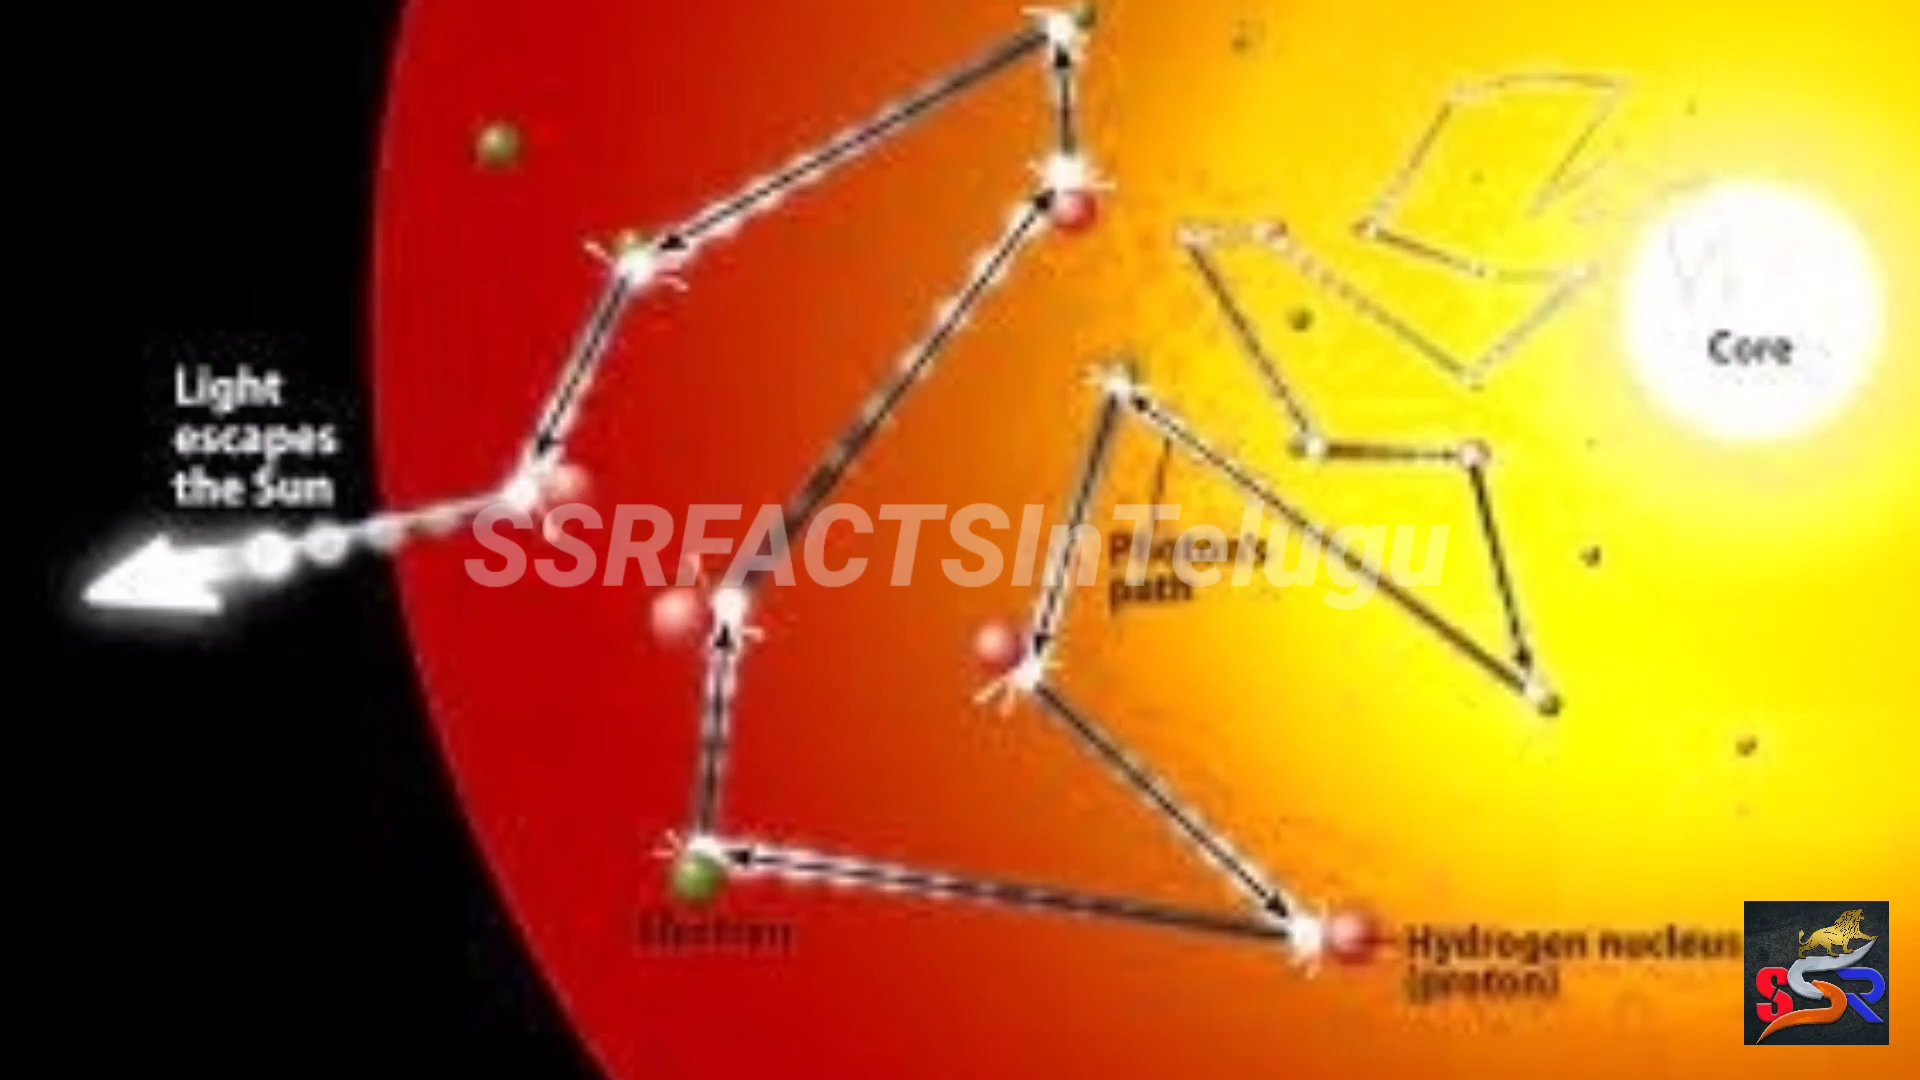 Light
escapes
the Sun
Core
SSRFACTSInTelugu
Photon's
path
Electron
Hydrogen nucleus
(proton)
SSR